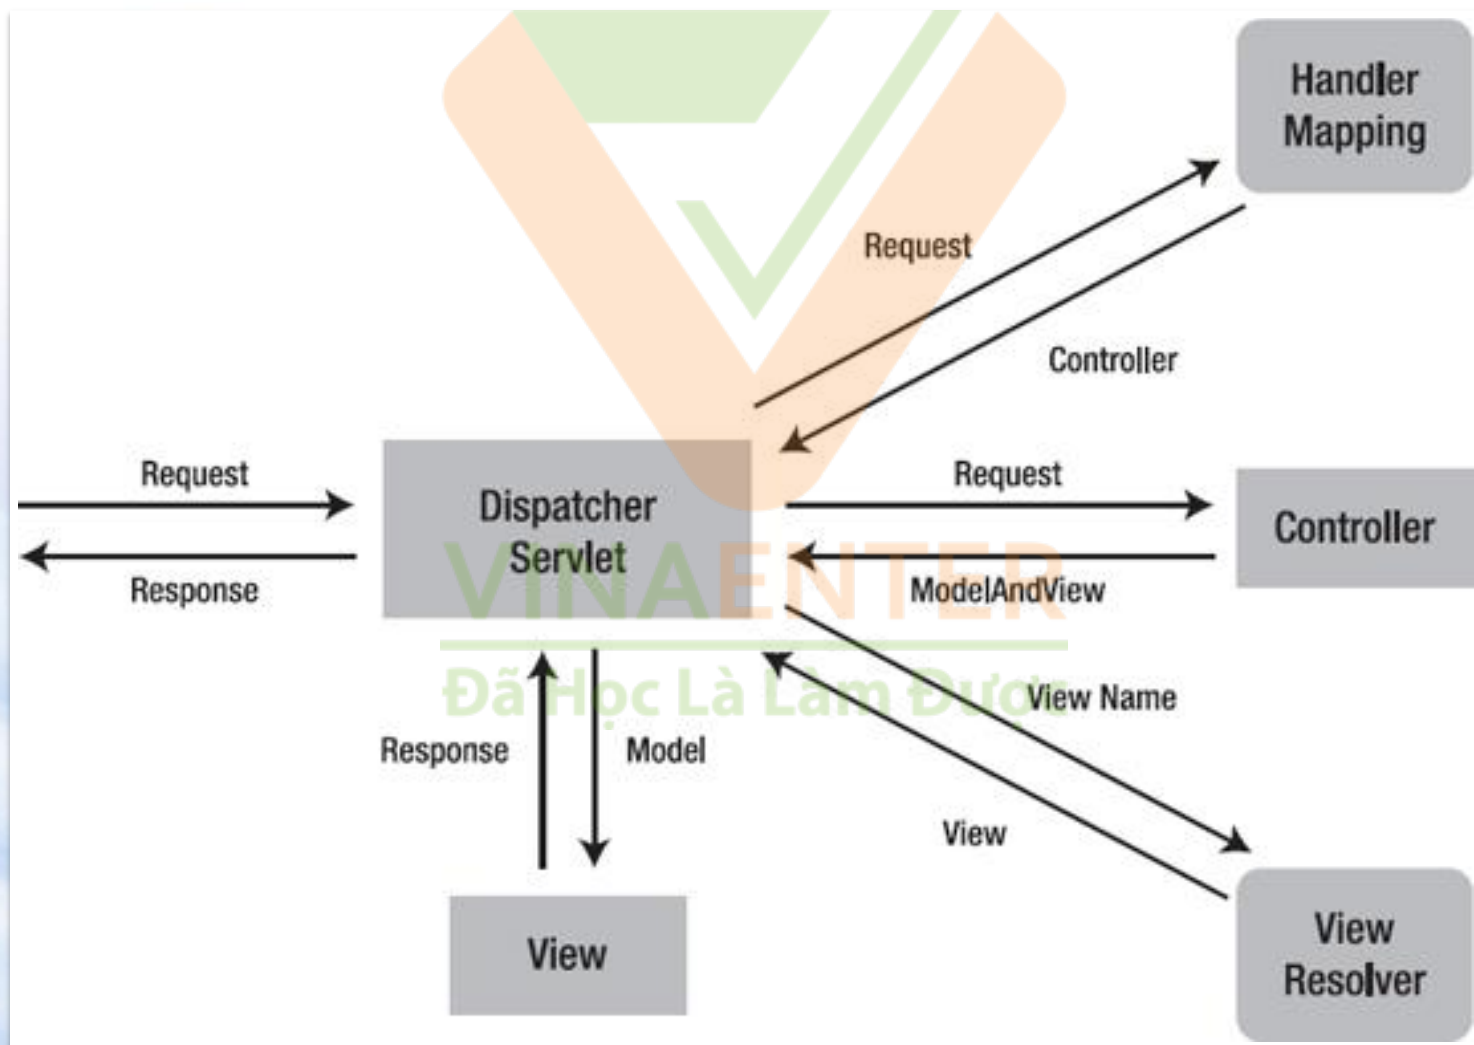 Handler
Mapping
Request
Controller
Request
Dispatcher
Servlet
Request
Controller
Response
ModelAndView
VINAENTER
Đã Học Là Làm Được
View Name
Response
Model
View
View
View
Resolver